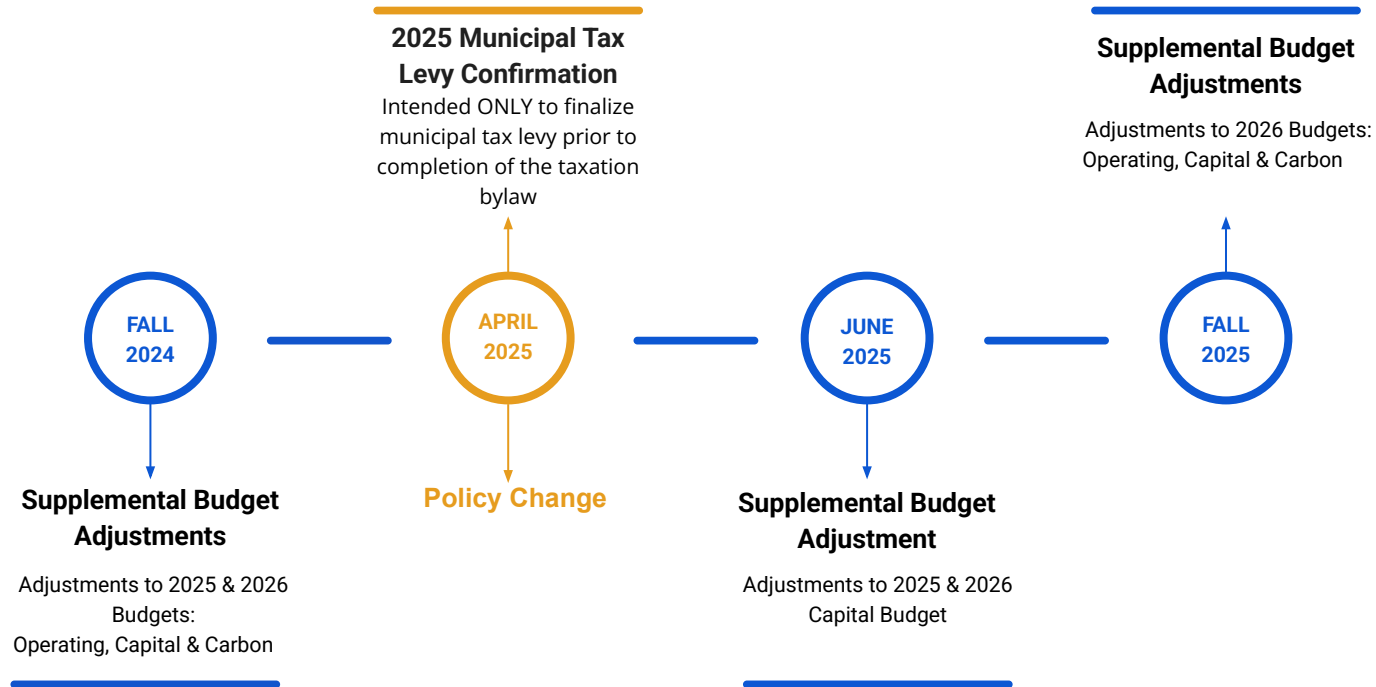 2025 Municipal Tax
Levy Confirmation
Intended ONLY to finalize
municipal tax levy prior to
completion of the taxation
bylaw
Supplemental Budget
Adjustments
Adjustments to 2026 Budgets:
Operating, Capital & Carbon
FALL
2024
APRIL
2025
JUNE
2025
FALL
2025
Supplemental Budget
Adjustments
Adjustments to 2025 & 2026
Budgets:
Operating, Capital & Carbon
Policy Change
Supplemental Budget
Adjustment
Adjustments to 2025 & 2026
Capital Budget